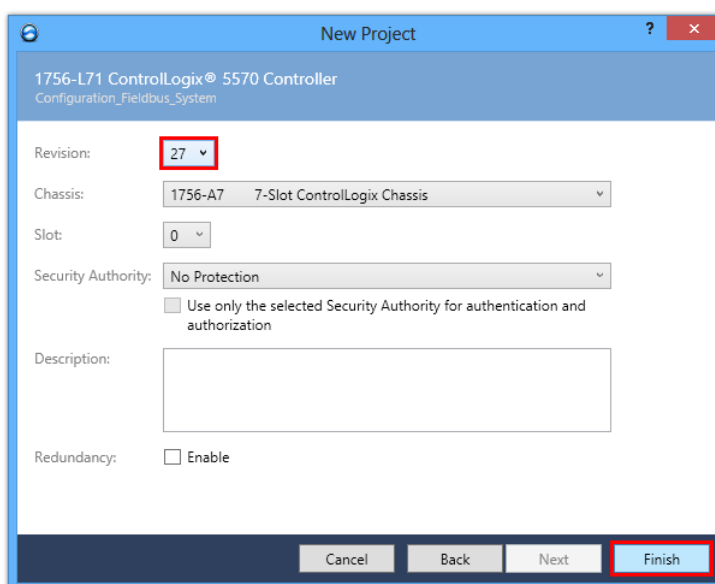 New Project
?
1756-L71 ControlLogix® 5570 Controller
Configuration_Fieldbus_System
Revision: 27
Chassis: 1756-A7 7-Slot ControlLogix Chassis
Slot: 0
Security Authority: No Protection
Use only the selected Security Authority for authentication and
authorization
Description:
Redundancy: Enable
Cancel Back Next Finish